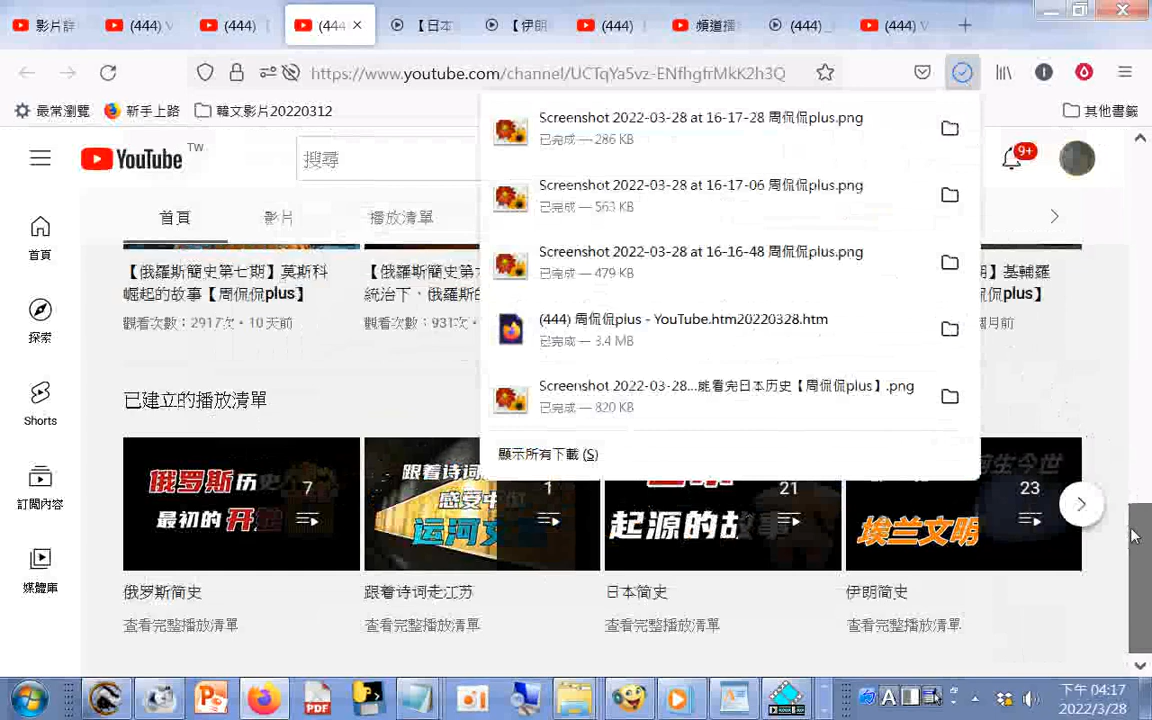 影片詳
(444) V
(444)
(444
【日本
【伊朗
(444)
頻道播
(444)_
(444) V
https://www.youtube.com/channel/UCTqYa5vz-ENfhgfrMkK2h3Q
最常瀏覽
新手上路
韓文影片20220312
其他書籤
YouTube TW
搜尋
9+
首頁
影片
播放清單
首頁
探索
Shorts
訂閱內容
媒體庫
Screenshot 2022-03-28 at 16-17-28 周侃侃plus.png
已完成 — 286 KB
Screenshot 2022-03-28 at 16-17-06 周侃侃plus.png
已完成 — 563 KB
Screenshot 2022-03-28 at 16-16-48 周侃侃plus.png
已完成 — 479 KB
(444) 周侃侃plus - YouTube.htm20220328.htm
已完成 — 3.4 MB
Screenshot 2022-03-28...能看完日本历史【周侃侃plus】.png
已完成 — 820 KB
顯示所有下載 (S)
【俄羅斯簡史第七期】莫斯科
崛起的故事【周侃侃plus】
觀看次數：2917次 • 10 天前
【俄羅斯簡史第
統治下，俄羅斯的
觀看次數：931次 •
期】基輔羅
周侃侃plus】
個月前
已建立的播放清單
俄罗斯历史
最初的开端
7
跟着诗词
感受中
运河文
1
起源的故事
21
前生今世
埃兰文明
23
俄罗斯简史
查看完整播放清單
跟着诗词走江苏
查看完整播放清單
日本简史
查看完整播放清單
伊朗简史
查看完整播放清單
PDF
A
下午 04:17
2022/3/28